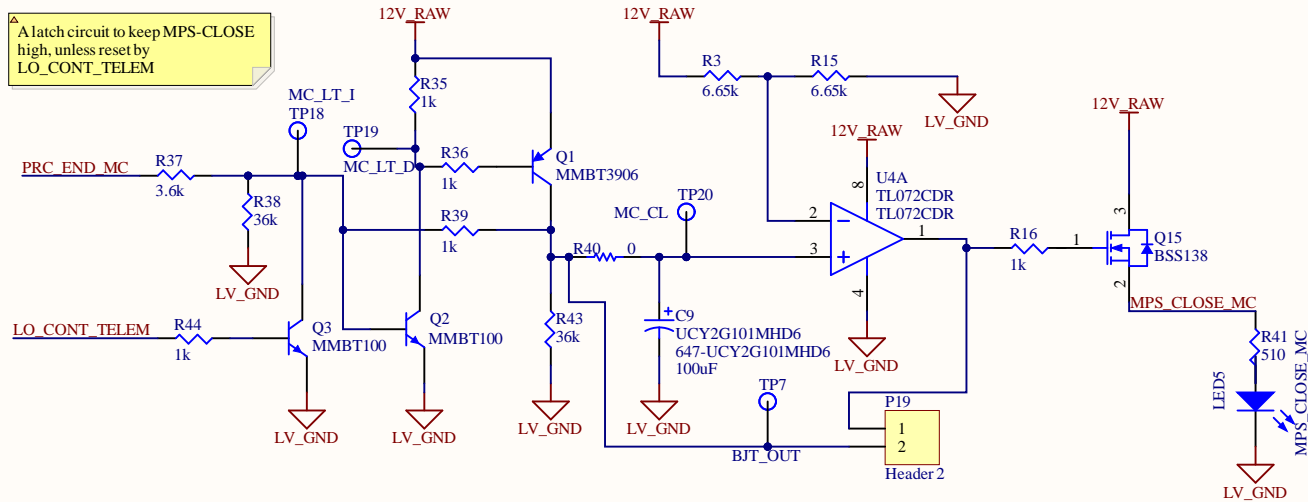 A latch circuit to keep MPS-CLOSE
high, unless reset by
LO_CONT_TELEM
12V_RAW
12V_RAW
R35
1k
R3
6.65k
R15
6.65k
LV_GND
MC_LT_I
TP18
TP19
MC_LT_D
12V_RAW
12V_RAW
PRC_END_MC
R37
3.6k
R36
1k
Q1
MMBT3906
8
U4A
TL072CDR
TL072CDR
R38
36k
R39
1k
TP20
MC_CL
2
3
1
R16
1k
1
3
Q15
BSS138
2
R40
0
4
LV_GND
MPS_CLOSE_MC
LO_CONT_TELEM
R44
1k
Q3
MMBT100
Q2
MMBT100
R43
36k
C9
UCY2G101MHD6
647-UCY2G101MHD6
100uF
LV_GND
R41
510
LED5
MPS_CLOSE_MC
TP7
P19
1
2
Header 2
BJT_OUT
LV_GND
LV_GND
LV_GND
LV_GND
LV_GND